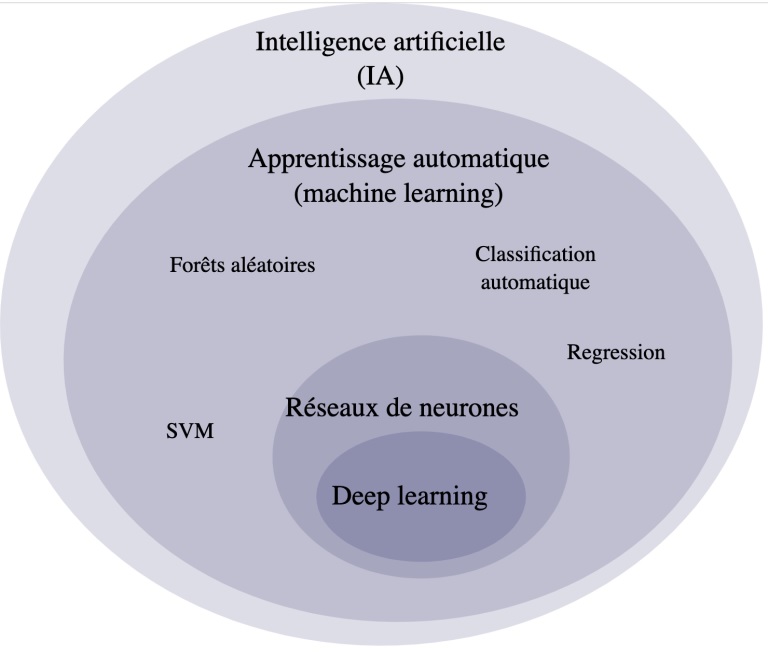 Intelligence artificielle
(IA)
Apprentissage automatique
(machine learning)
Forêts aléatoires
Classification
automatique
Regression
Réseaux de neurones
SVM
Deep learning